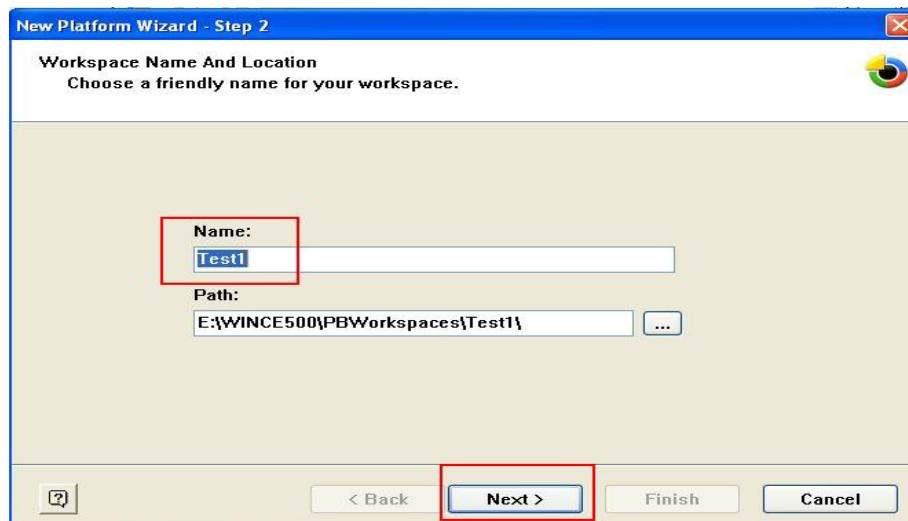 New Platform Wizard - Step 2
Workspace Name And Location
Choose a friendly name for your workspace.
Name:
Test1
Path:
E:\WINCE500\PBWorkspaces\Test1\
...
?
< Back
Next >
Finish
Cancel